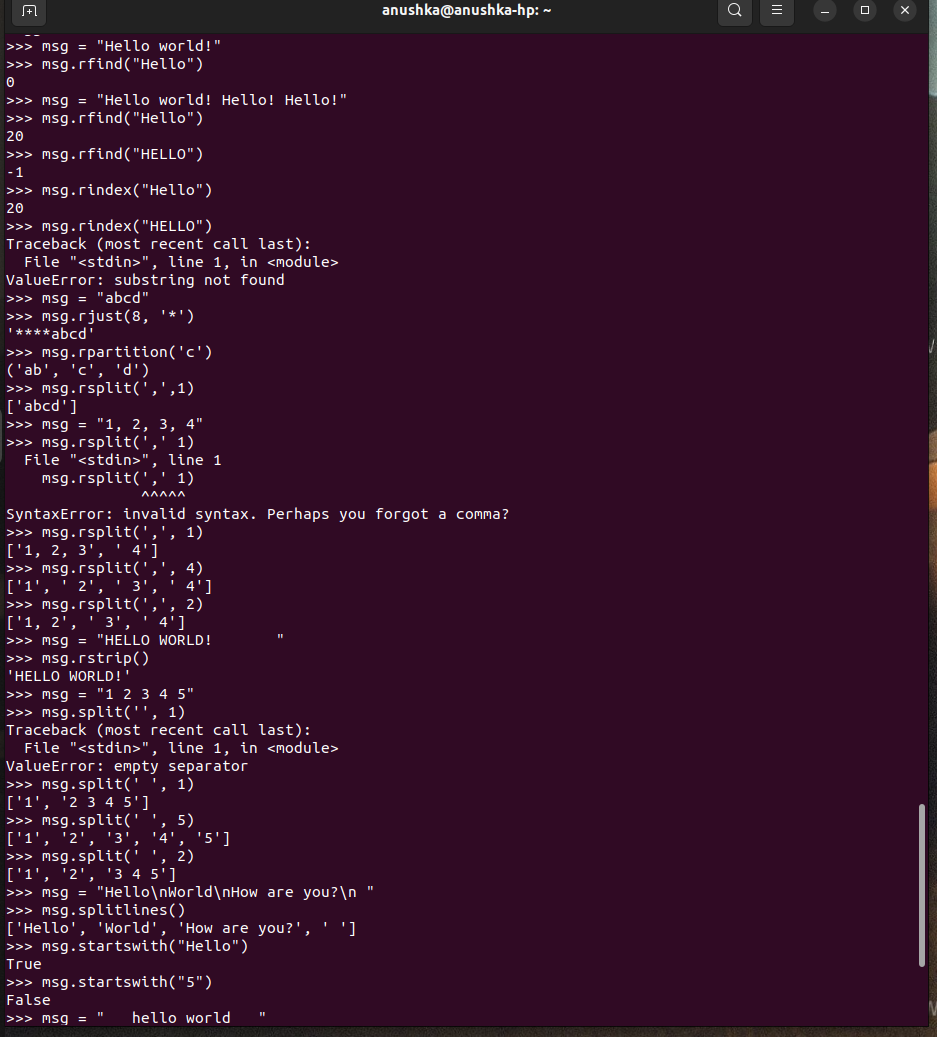 anushka@anushka-hp: ~
>>> msg = "Hello world!"
>>> msg.rfind("Hello")
0
>>> msg = "Hello world! Hello! Hello!"
>>> msg.rfind("Hello")
20
>>> msg.rfind("HELLO")
-1
>>> msg.rindex("Hello")
20
>>> msg.rindex("HELLO")
Traceback (most recent call last):
  File "<stdin>", line 1, in <module>
ValueError: substring not found
>>> msg = "abcd"
>>> msg.rjust(8, '*')
'****abcd'
>>> msg.rpartition('c')
('ab', 'c', 'd')
>>> msg.rsplit(',',1)
['abcd']
>>> msg = "1, 2, 3, 4"
>>> msg.rsplit(',' 1)
  File "<stdin>", line 1
    msg.rsplit(',' 1)
               ^^^^^
SyntaxError: invalid syntax. Perhaps you forgot a comma?
>>> msg.rsplit(',', 1)
['1, 2, 3', ' 4']
>>> msg.rsplit(',', 4)
['1', ' 2', ' 3', ' 4']
>>> msg.rsplit(',', 2)
['1, 2', ' 3', ' 4']
>>> msg = "HELLO WORLD!       "
>>> msg.rstrip()
'HELLO WORLD!'
>>> msg = "1 2 3 4 5"
>>> msg.split('', 1)
Traceback (most recent call last):
  File "<stdin>", line 1, in <module>
ValueError: empty separator
>>> msg.split(' ', 1)
['1', '2 3 4 5']
>>> msg.split(' ', 5)
['1', '2', '3', '4', '5']
>>> msg.split(' ', 2)
['1', '2', '3 4 5']
>>> msg = "Hello\nWorld\nHow are you?\n "
>>> msg.splitlines()
['Hello', 'World', 'How are you?', ' ']
>>> msg.startswith("Hello")
True
>>> msg.startswith("5")
False
>>> msg = "   hello world   "